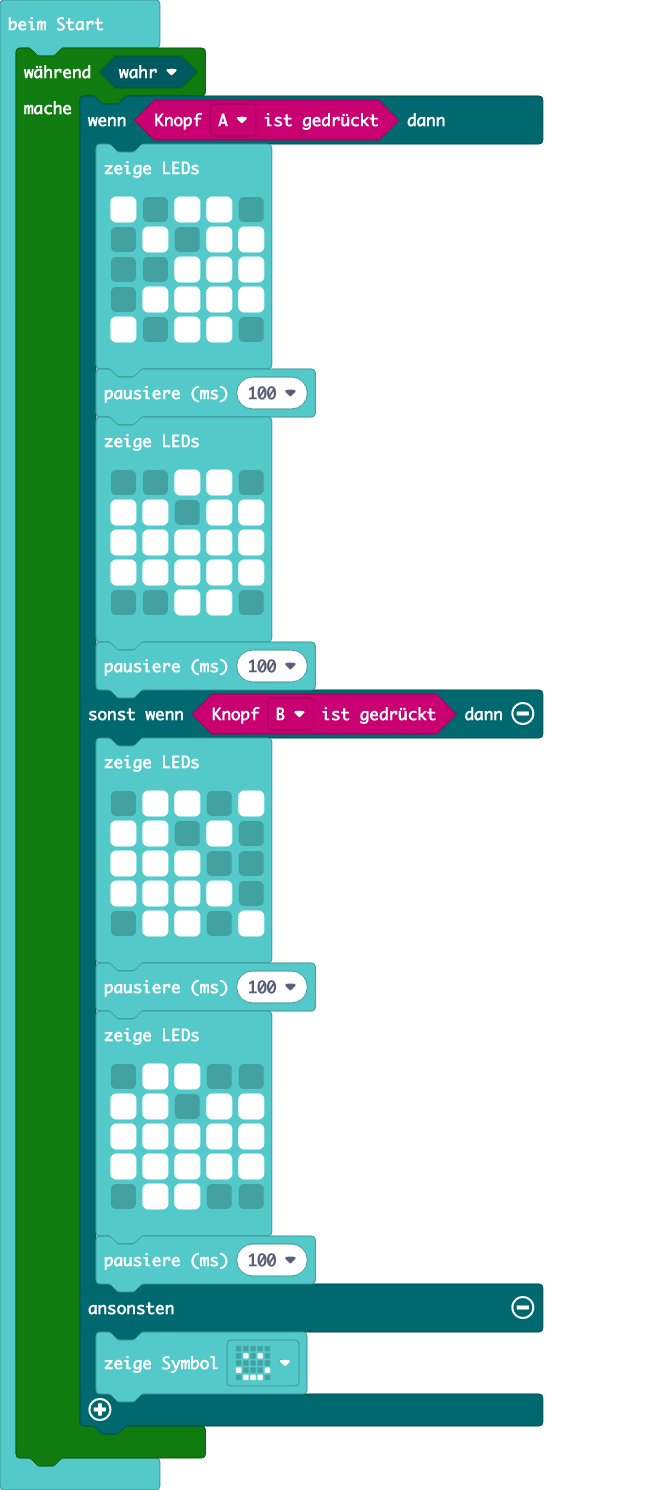 beim Start
während wahr
mache
wenn Knopf A ist gedrückt dann
zeige LEDs
pausiere (ms) 100
zeige LEDs
pausiere (ms) 100
sonst wenn Knopf B ist gedrückt dann
zeige LEDs
pausiere (ms) 100
zeige LEDs
pausiere (ms) 100
ansonsten
zeige Symbol